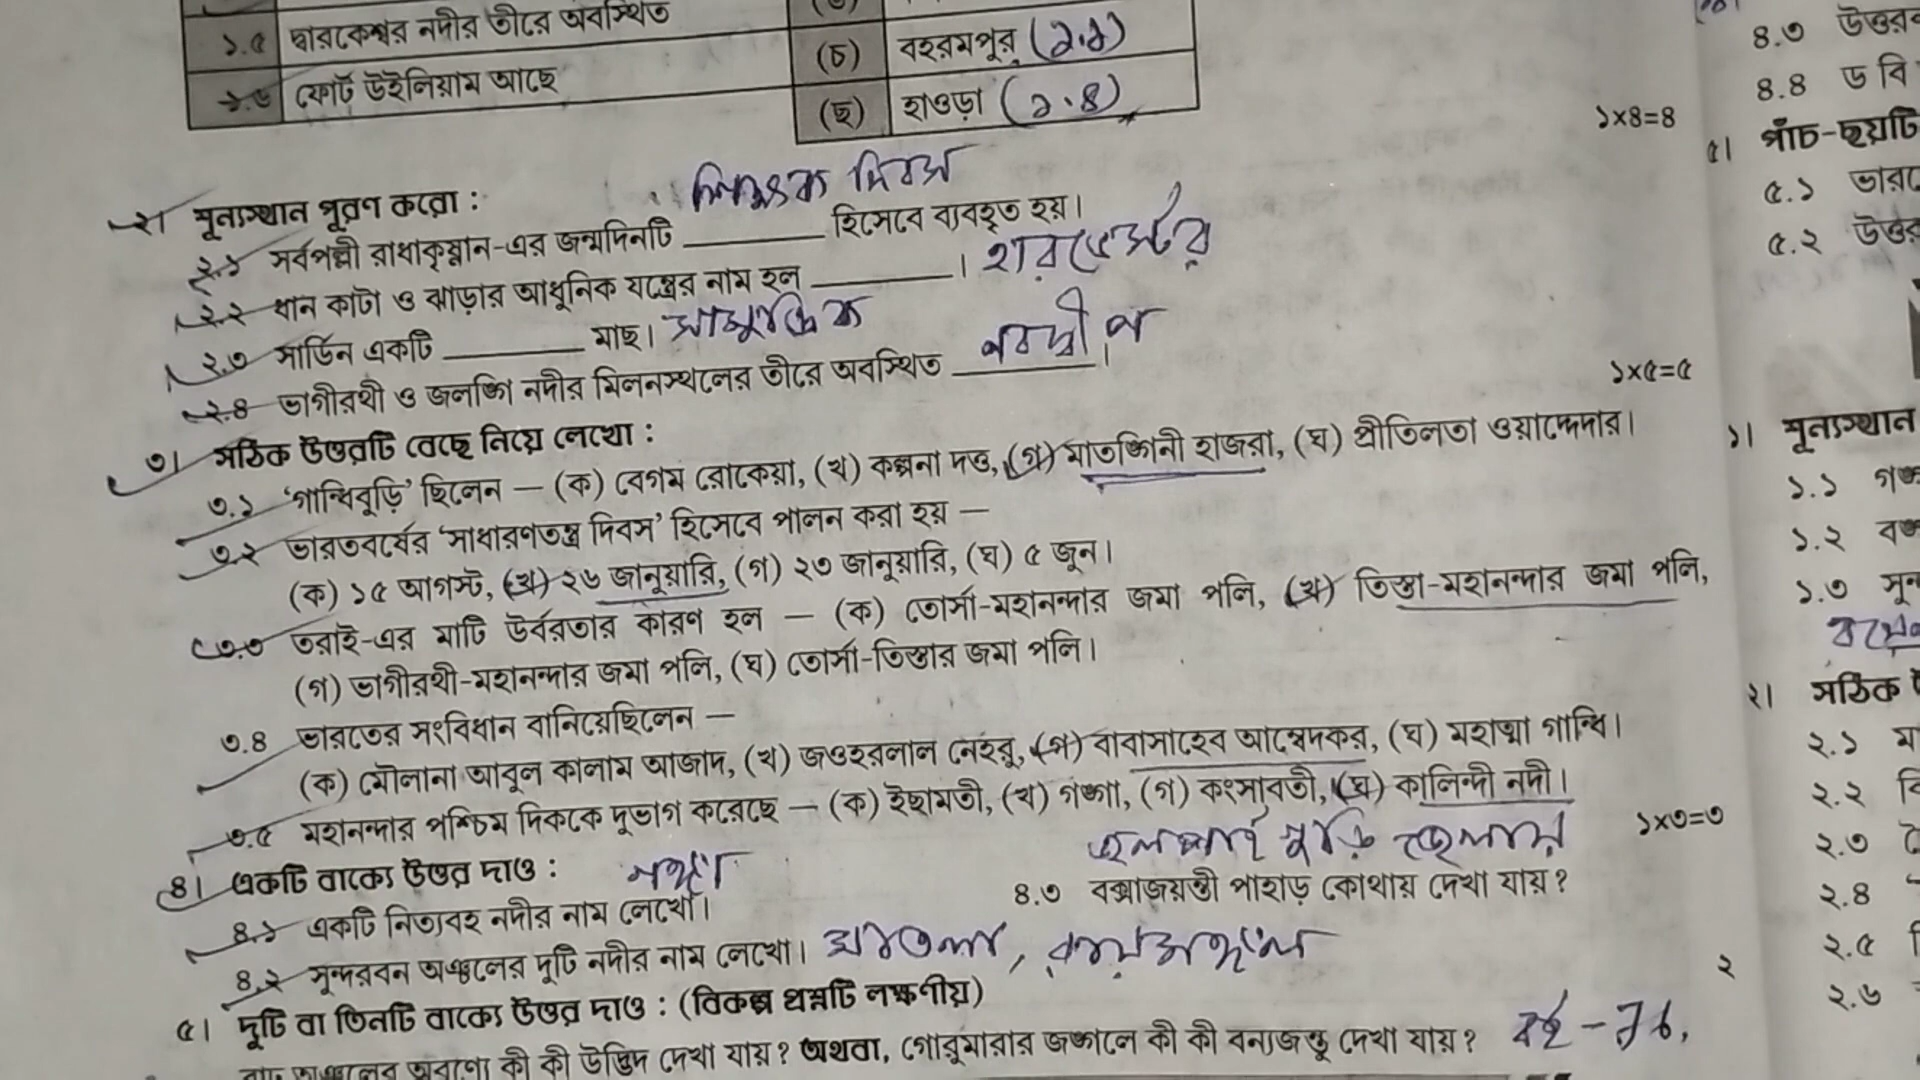 ১.৫ দ্বারকেশ্বর নদীর তীরে অবস্থিত
(চ) বহরমপুর (১.১)
১.৬ ফোর্ট উইলিয়াম আছে
(ছ) হাওড়া (১.৪)
১×৪=৪
২। শূন্যস্থান পূরণ করো :
শিক্ষক দিবস
২.১ সর্বপল্লী রাধাকৃষ্ণান-এর জন্মদিনটি ________ হিসেবে ব্যবহৃত হয়।
২.২ ধান কাটা ও ঝাড়ার আধুনিক যন্ত্রের নাম হল ________। হারভেস্টর
২.৩ সার্ডিন একটি ________ মাছ। সামুদ্রিক
২.৪ ভাগীরথী ও জলঙ্গি নদীর মিলনস্থলের তীরে অবস্থিত নবদ্বীপ।
১×৫=৫
৩। সঠিক উত্তরটি বেছে নিয়ে লেখো :
৩.১ ‘গান্ধিবুড়ি’ ছিলেন — (ক) বেগম রোকেয়া, (খ) কল্পনা দত্ত, (গ) মাতঙ্গিনী হাজরা, (ঘ) প্রীতিলতা ওয়াদ্দেদার।
৩.২ ভারতবর্ষের ‘সাধারণতন্ত্র দিবস’ হিসেবে পালন করা হয় —
(ক) ১৫ আগস্ট, (খ) ২৬ জানুয়ারি, (গ) ২৩ জানুয়ারি, (ঘ) ৫ জুন।
৩.৩ তরাই-এর মাটি উর্বরতার কারণ হল — (ক) তোর্সা-মহানন্দার জমা পলি, (খ) তিস্তা-মহানন্দার জমা পলি,
(গ) ভাগীরথী-মহানন্দার জমা পলি, (ঘ) তোর্সা-তিস্তার জমা পলি।
৩.৪ ভারতের সংবিধান বানিয়েছিলেন —
(ক) মৌলানা আবুল কালাম আজাদ, (খ) জওহরলাল নেহরু, (গ) বাবাসাহেব আম্বেদকর, (ঘ) মহাত্মা গান্ধি।
৩.৫ মহানন্দার পশ্চিম দিককে দুভাগ করেছে — (ক) ইছামতী, (খ) গঙ্গা, (গ) কংসাবতী, (ঘ) কালিন্দী নদী।
১×৩=৩
৪। একটি বাক্যে উত্তর দাও : গঙ্গা
জেলায়
৪.১ একটি নিত্যবহ নদীর নাম লেখো।
৪.৩ বক্সাজয়ন্তী পাহাড় কোথায় দেখা যায়?
৪.২ সুন্দরবন অঞ্চলের দুটি নদীর নাম লেখো। মাতলা,
২
৫। দুটি বা তিনটি বাক্যে উত্তর দাও : (বিকল্প প্রশ্নটি লক্ষণীয়)
অরণ্যে কী কী উদ্ভিদ দেখা যায়? অথবা, গোরুমারার জঙ্গলে কী কী বন্যজন্তু দেখা যায়?
৪.৩ উত্তর
৪.৪ ড বি
৫। পাঁচ-ছয়টি
৫.১
৫.২ উত্তর
১। শূন্যস্থান
১.১
১.২
১.৩
২। সঠিক
২.১
২.২
২.৩
২.৪
২.৫
২.৬